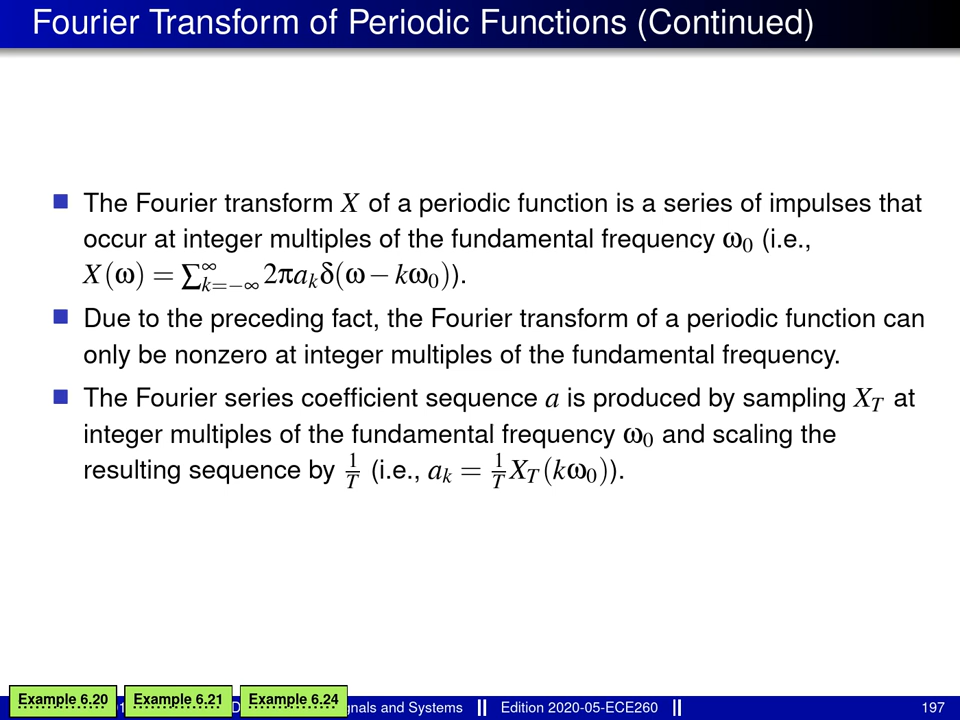 Fourier Transform of Periodic Functions (Continued)
The Fourier transform X of a periodic function is a series of impulses that
occur at integer multiples of the fundamental frequency ω₀ (i.e.,
X(ω) = ∑_{k=−∞}^{∞} 2πa_kδ(ω − kω₀)).
Due to the preceding fact, the Fourier transform of a periodic function can
only be nonzero at integer multiples of the fundamental frequency.
The Fourier series coefficient sequence a is produced by sampling X_T at
integer multiples of the fundamental frequency ω₀ and scaling the
resulting sequence by 1/T (i.e., a_k = 1/T X_T(kω₀)).
Example 6.20 Example 6.21 Example 6.24 and Systems Edition 2020-05-ECE260 197